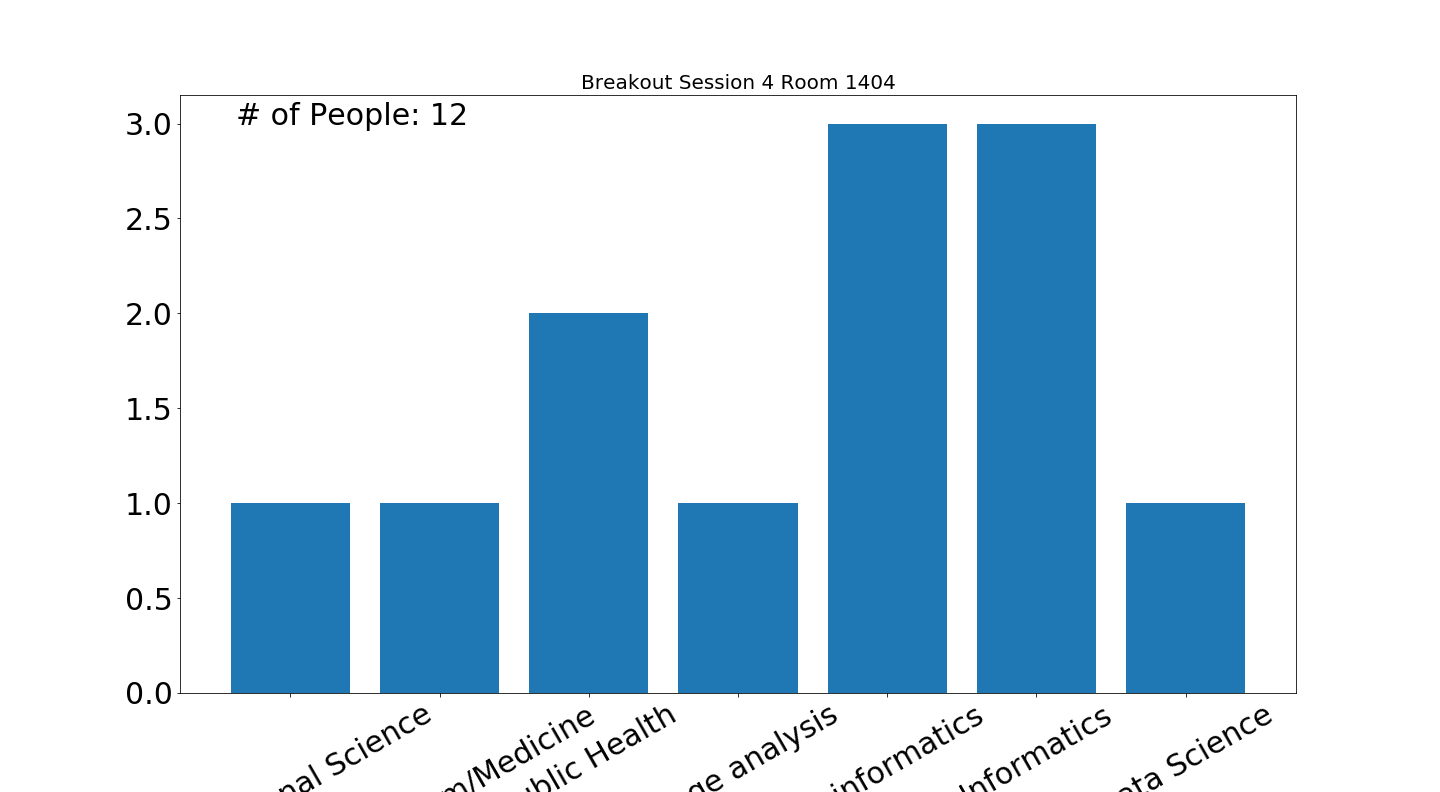 Breakout Session 4 Room 1404
# of People: 12
3.0
2.5
2.0
1.5
1.0
0.5
0.0
Science
Medicine
Health
analysis
informatics
Informatics
Science